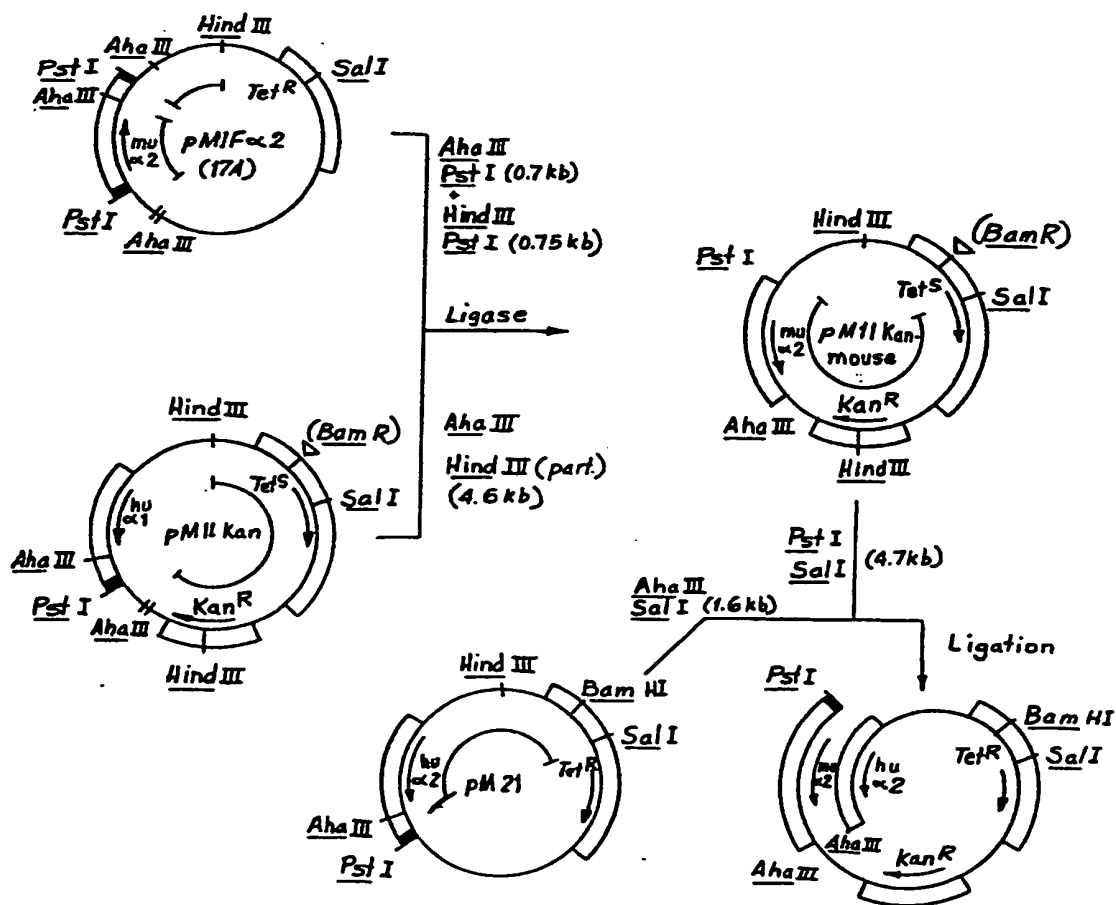 Hind III
Aha III
Pst I
Aha III
Sal I
Tet R
mu
α2
pMIFα2
(17A)
Pst I
Aha III
Aha III
Pst I (0.7kb)
+
Hind III
Pst I (0.75 kb)
Ligase
Aha III
Hind III (part.)
(4.6 kb)
Hind III
Δ
(Bam R)
Tet S
Sal I
hu
α1
pM11 Kan
Aha III
Pst I
Aha III
Kan R
Hind III
Hind III
Δ
(Bam R)
Pst I
Sal I
Tet S
mu
α2
pM11 Kan-
mouse
Kan R
Aha III
Hind III
Pst I
Sal I
(4.7kb)
Aha III
Sal I (1.6 kb)
Ligation
Hind III
Bam HI
Sal I
Tet R
hu
α2
pM 21
Aha III
Pst I
Pst I
Bam HI
Sal I
Tet R
mu
α2
hu
α2
Aha III
Aha III
Kan R